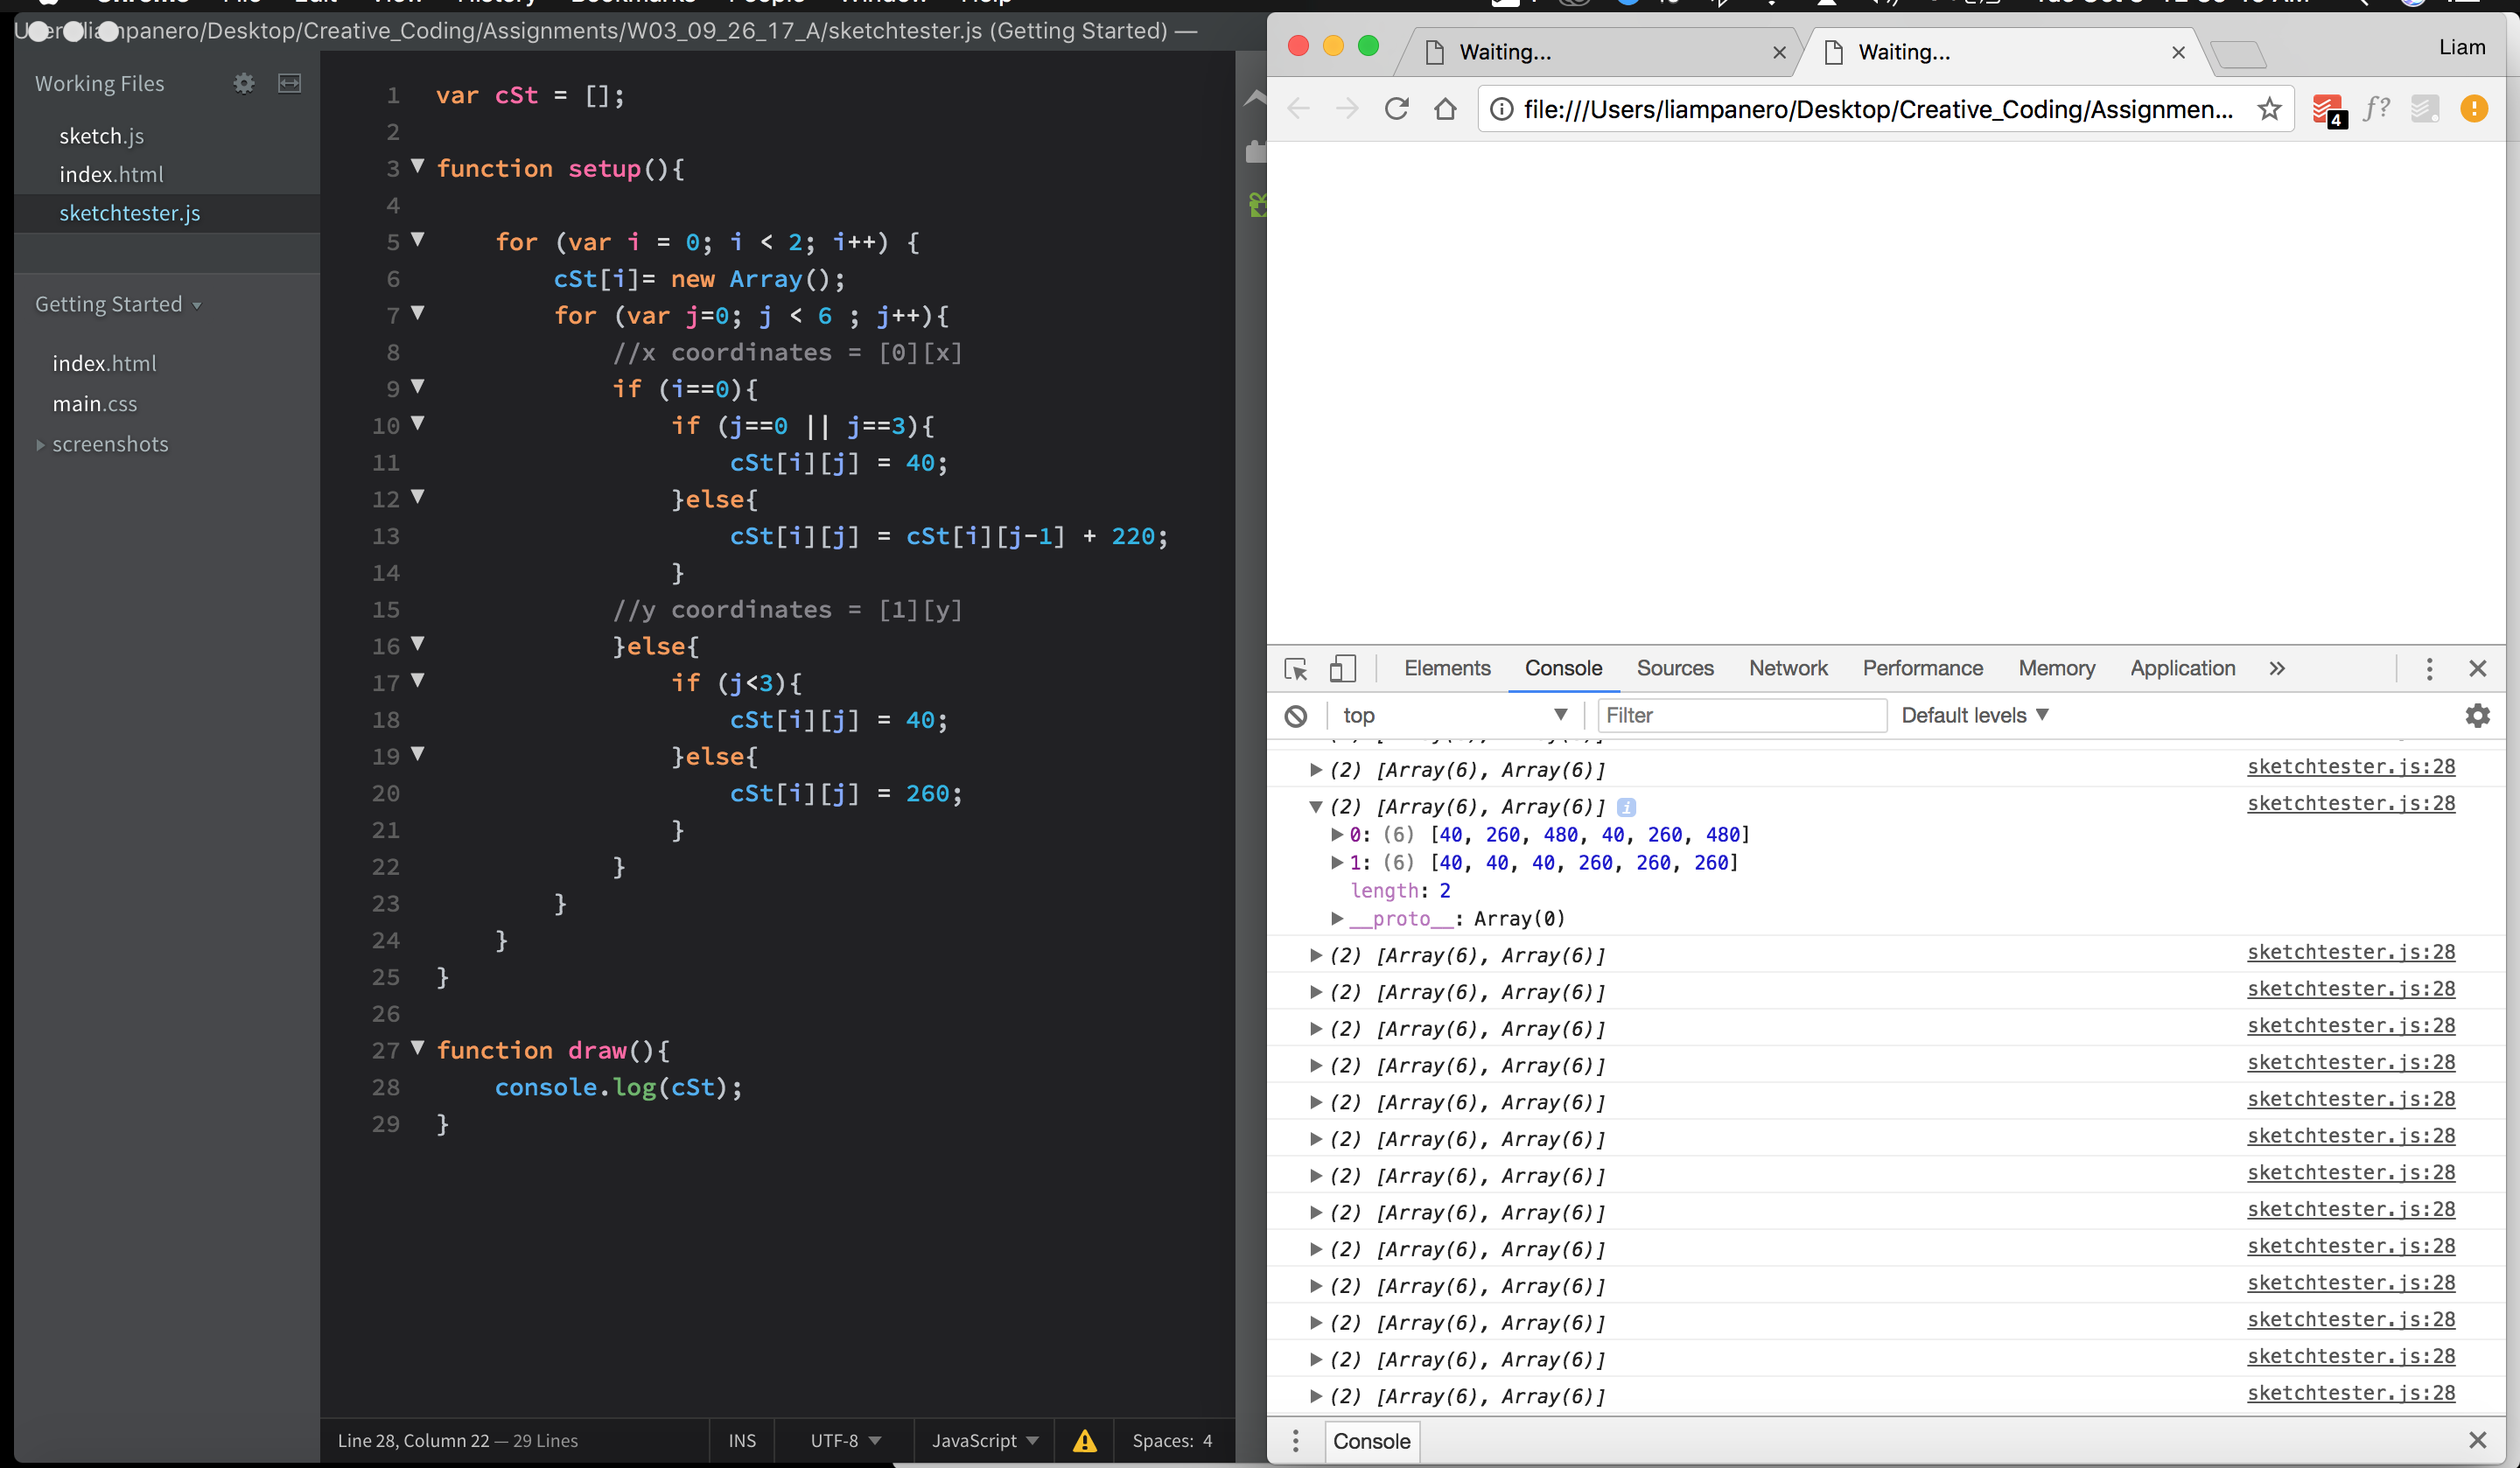 Chrome File Edit View History Bookmarks People Window Help
liampanero/Desktop/Creative_Coding/Assignments/W03_09_26_17_A/sketchtester.js (Getting Started) —
Working Files
sketch.js
index.html
sketchtester.js
Getting Started
index.html
main.css
screenshots
1 var cSt = [];
2
3 function setup(){
4
5 for (var i = 0; i < 2; i++) {
6 cSt[i]= new Array();
7 for (var j=0; j < 6 ; j++){
8 //x coordinates = [0][x]
9 if (i==0){
10 if (j==0 || j==3){
11 cSt[i][j] = 40;
12 }else{
13 cSt[i][j] = cSt[i][j-1] + 220;
14 }
15 //y coordinates = [1][y]
16 }else{
17 if (j<3){
18 cSt[i][j] = 40;
19 }else{
20 cSt[i][j] = 260;
21 }
22 }
23 }
24 }
25 }
26
27 function draw(){
28 console.log(cSt);
29 }
Line 28, Column 22 — 29 Lines
INS
UTF-8
JavaScript
Spaces: 4
Waiting...
Waiting...
Liam
file:///Users/liampanero/Desktop/Creative_Coding/Assignmen...
4
f?
Elements Console Sources Network Performance Memory Application »
top
Filter
Default levels
(2) [Array(6), Array(6)] sketchtester.js:28
(2) [Array(6), Array(6)] i sketchtester.js:28
0: (6) [40, 260, 480, 40, 260, 480]
1: (6) [40, 40, 40, 260, 260, 260]
length: 2
__proto__: Array(0)
(2) [Array(6), Array(6)] sketchtester.js:28
(2) [Array(6), Array(6)] sketchtester.js:28
(2) [Array(6), Array(6)] sketchtester.js:28
(2) [Array(6), Array(6)] sketchtester.js:28
(2) [Array(6), Array(6)] sketchtester.js:28
(2) [Array(6), Array(6)] sketchtester.js:28
(2) [Array(6), Array(6)] sketchtester.js:28
(2) [Array(6), Array(6)] sketchtester.js:28
(2) [Array(6), Array(6)] sketchtester.js:28
(2) [Array(6), Array(6)] sketchtester.js:28
(2) [Array(6), Array(6)] sketchtester.js:28
(2) [Array(6), Array(6)] sketchtester.js:28
(2) [Array(6), Array(6)] sketchtester.js:28
Console